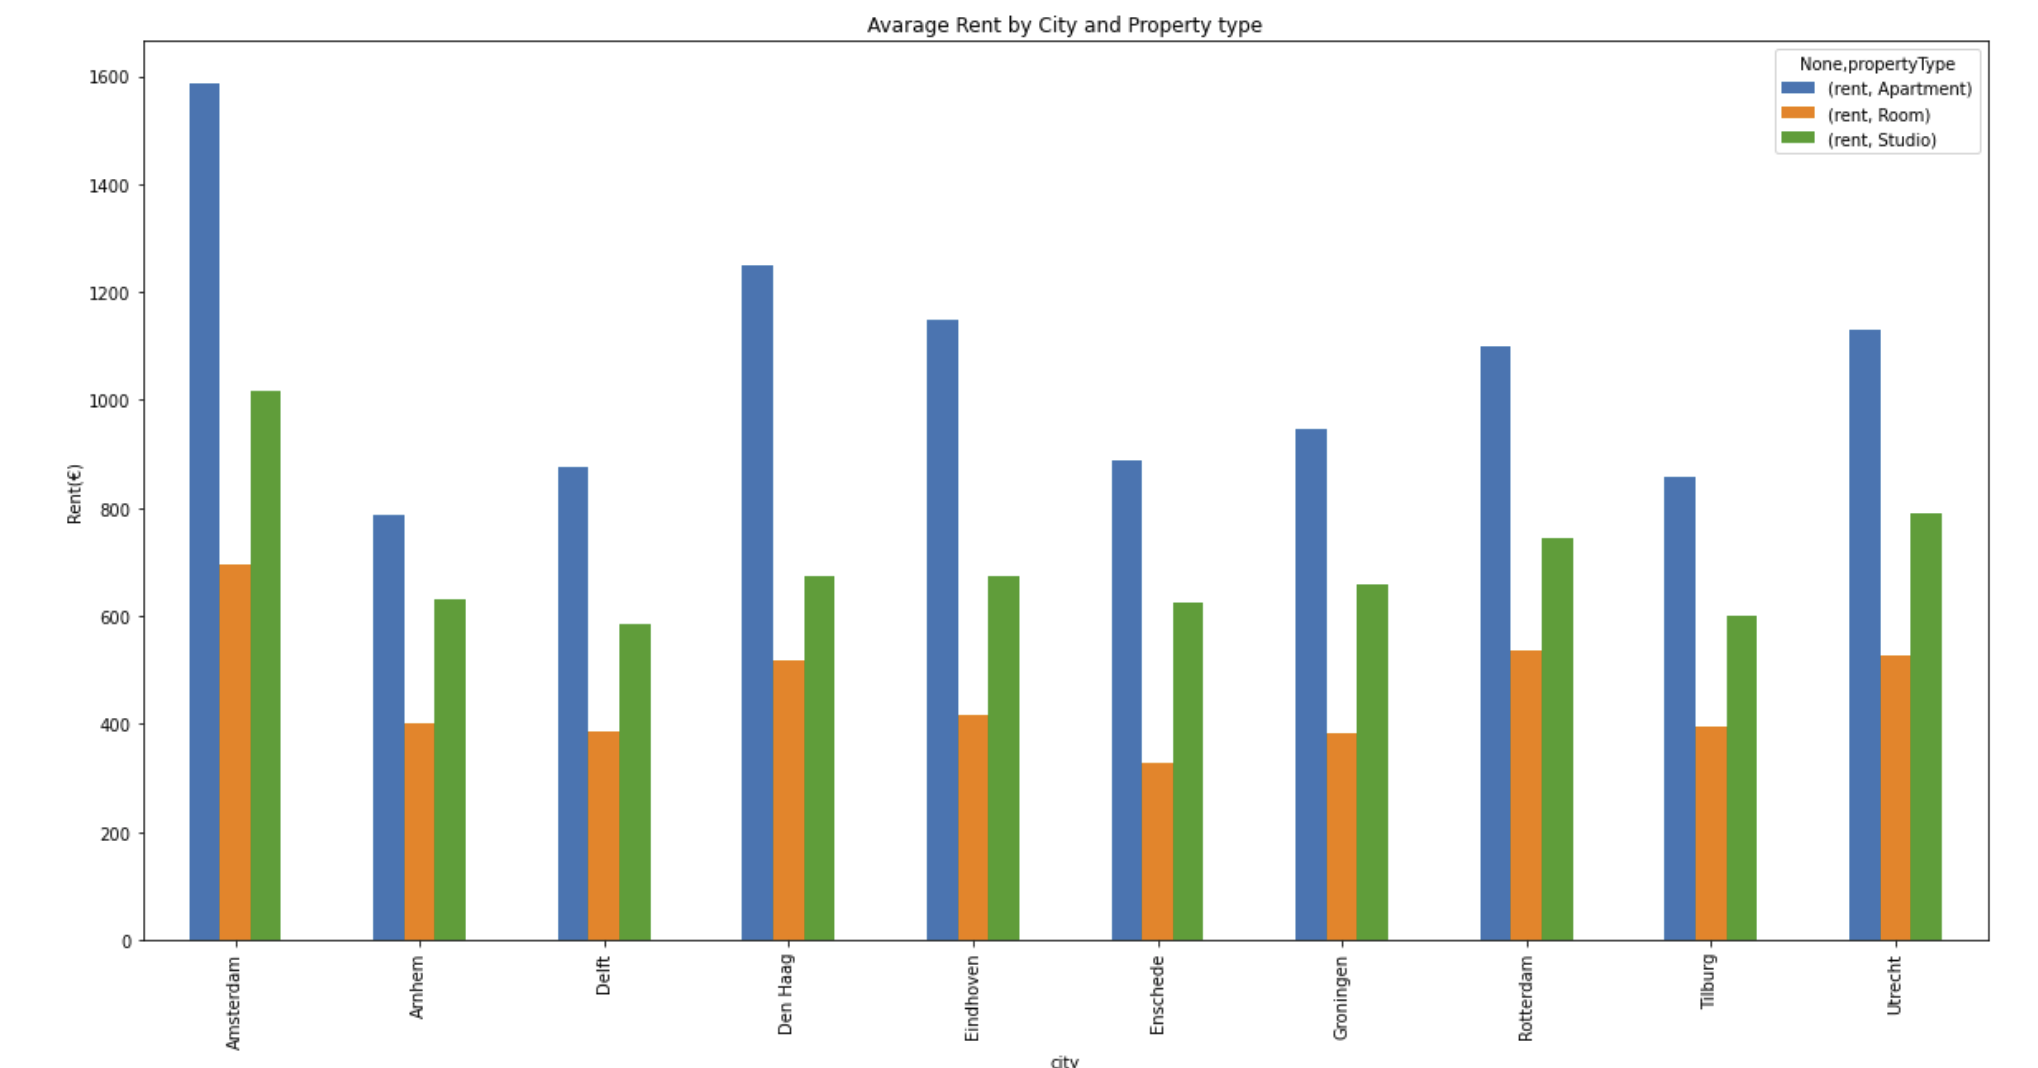 Avarage Rent by City and Property type
None,propertyType
(rent, Apartment)
(rent, Room)
(rent, Studio)
Rent(€)
1600
1400
1200
1000
800
600
400
200
0
Amsterdam
Arnhem
Delft
Den Haag
Eindhoven
Enschede
Groningen
Rotterdam
Tilburg
Utrecht
city